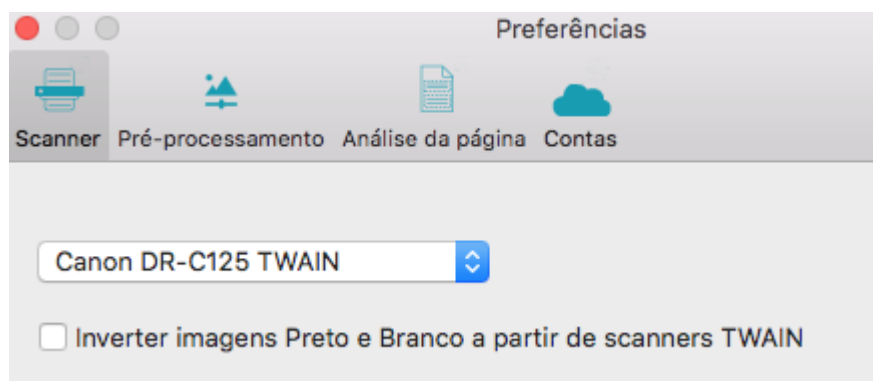 Preferências
Scanner Pré-processamento Análise da página Contas
Canon DR-C125 TWAIN
Inverter imagens Preto e Branco a partir de scanners TWAIN